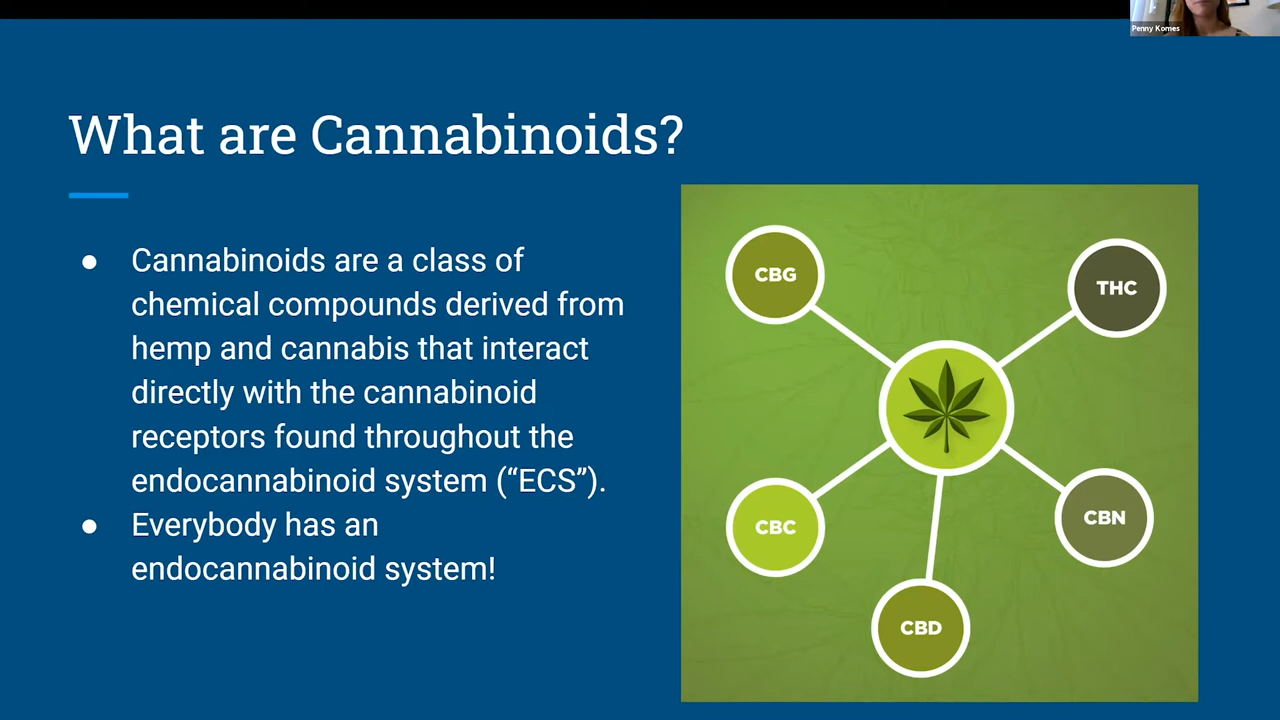 Penny Komes
What are Cannabinoids?
● Cannabinoids are a class of
chemical compounds derived from
hemp and cannabis that interact
directly with the cannabinoid
receptors found throughout the
endocannabinoid system (“ECS”).
● Everybody has an
endocannabinoid system!
CBG
THC
CBC
CBN
CBD